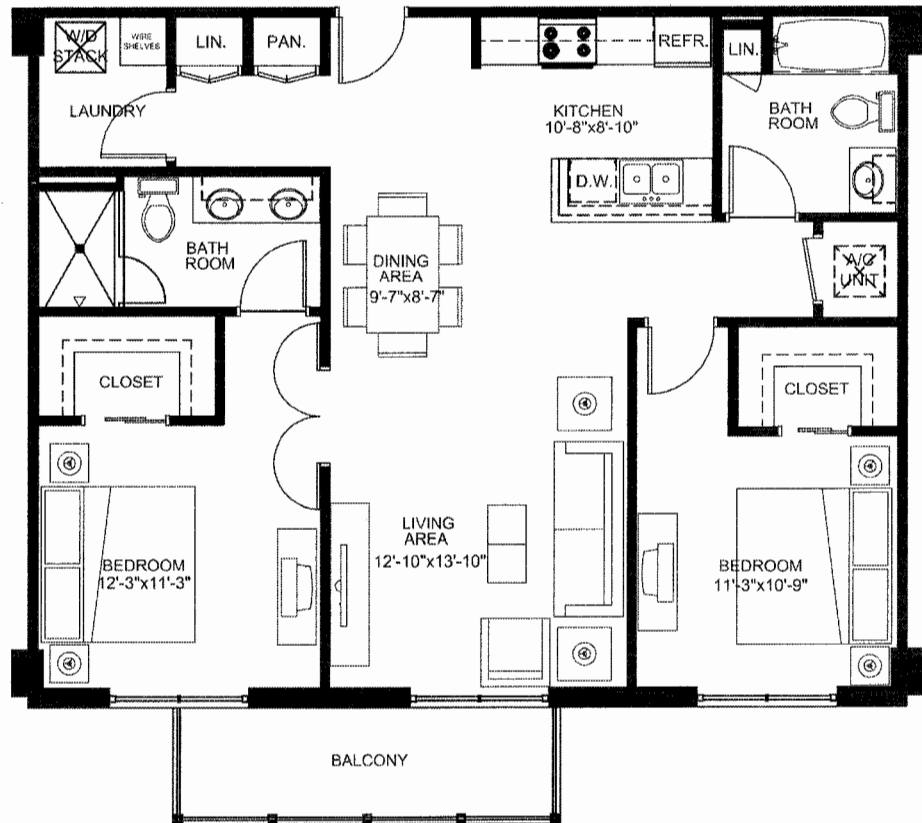 W/D
STACK
WIRE
SHELVES
LIN.
PAN.
REFR.
LIN.
LAUNDRY
KITCHEN
10'-8"x8'-10"
BATH
ROOM
D.W.
BATH
ROOM
DINING
AREA
9'-7"x8'-7"
A/C
UNIT
CLOSET
CLOSET
LIVING
AREA
12'-10"x13'-10"
BEDROOM
12'-3"x11'-3"
BEDROOM
11'-3"x10'-9"
BALCONY